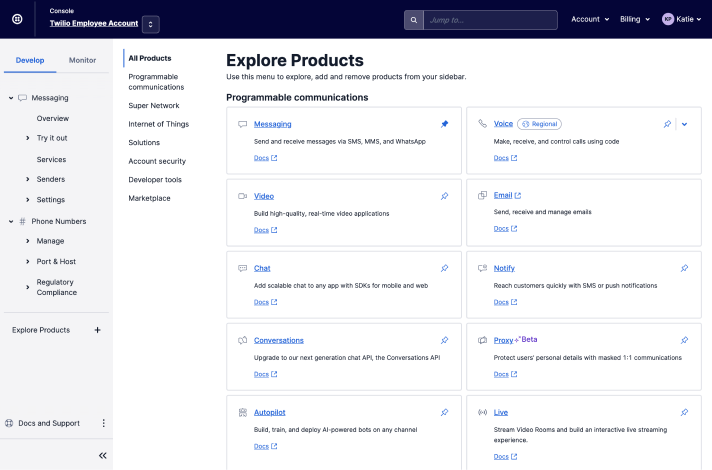 Console
Twilio Employee Account
Jump to...
Account
Billing
KP
Katie
Develop
Monitor
Messaging
Overview
Try it out
Services
Senders
Settings
# Phone Numbers
Manage
Port & Host
Regulatory
Compliance
Explore Products +
Docs and Support
All Products
Programmable
communications
Super Network
Internet of Things
Solutions
Account security
Developer tools
Marketplace
Explore Products
Use this menu to explore, add and remove products from your sidebar.
Programmable communications
Messaging
Send and receive messages via SMS, MMS, and WhatsApp
Docs
Voice Regional
Make, receive, and control calls using code
Docs
Video
Build high-quality, real-time video applications
Docs
Email
Send, receive and manage emails
Docs
Chat
Add scalable chat to any app with SDKs for mobile and web
Docs
Notify
Reach customers quickly with SMS or push notifications
Docs
Conversations
Upgrade to our next generation chat API, the Conversations API
Docs
Proxy Beta
Protect users' personal details with masked 1:1 communications
Docs
Autopilot
Build, train, and deploy AI-powered bots on any channel
Docs
Live
Stream Video Rooms and build an interactive live streaming
experience.
Docs